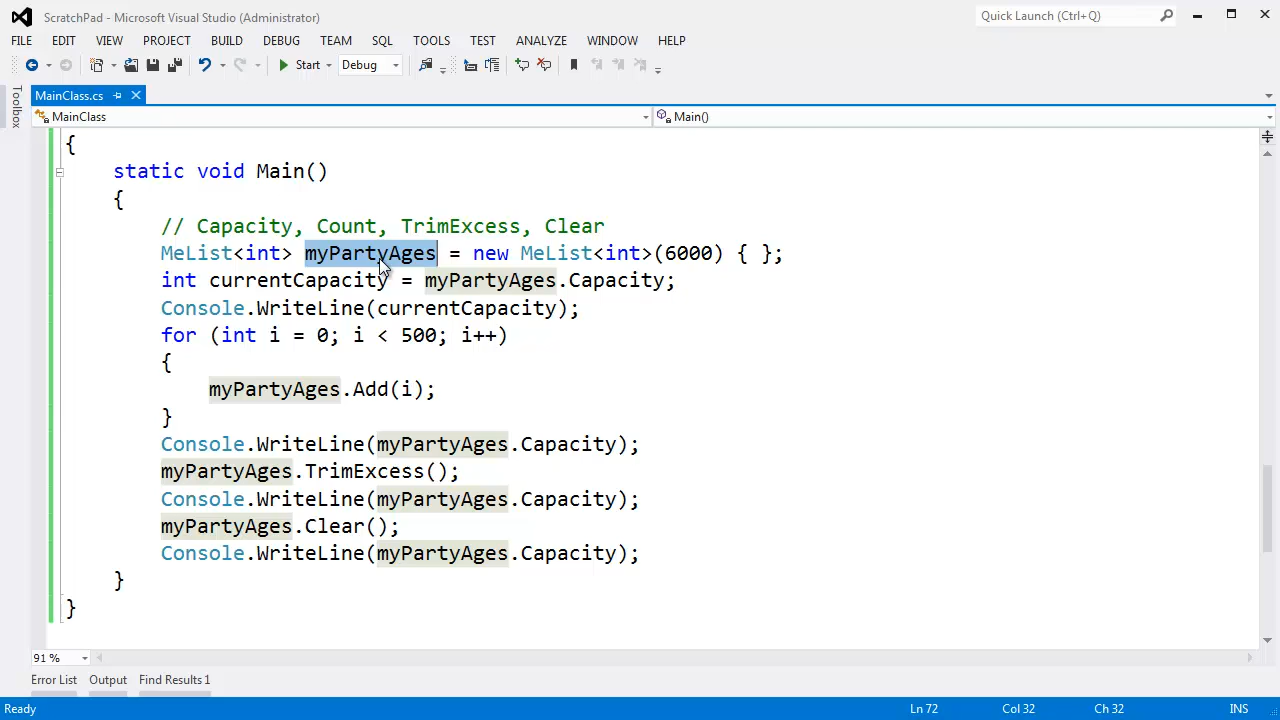 ScratchPad - Microsoft Visual Studio (Administrator)
Quick Launch (Ctrl+Q)
FILE EDIT VIEW PROJECT BUILD DEBUG TEAM SQL TOOLS TEST ANALYZE WINDOW HELP
Start Debug
Toolbox
MainClass.cs
MainClass Main()
{
static void Main()
{
// Capacity, Count, TrimExcess, Clear
MeList<int> myPartyAges = new MeList<int>(6000) { };
int currentCapacity = myPartyAges.Capacity;
Console.WriteLine(currentCapacity);
for (int i = 0; i < 500; i++)
{
myPartyAges.Add(i);
}
Console.WriteLine(myPartyAges.Capacity);
myPartyAges.TrimExcess();
Console.WriteLine(myPartyAges.Capacity);
myPartyAges.Clear();
Console.WriteLine(myPartyAges.Capacity);
}
}
91 %
Error List Output Find Results 1
Ready Ln 72 Col 32 Ch 32 INS